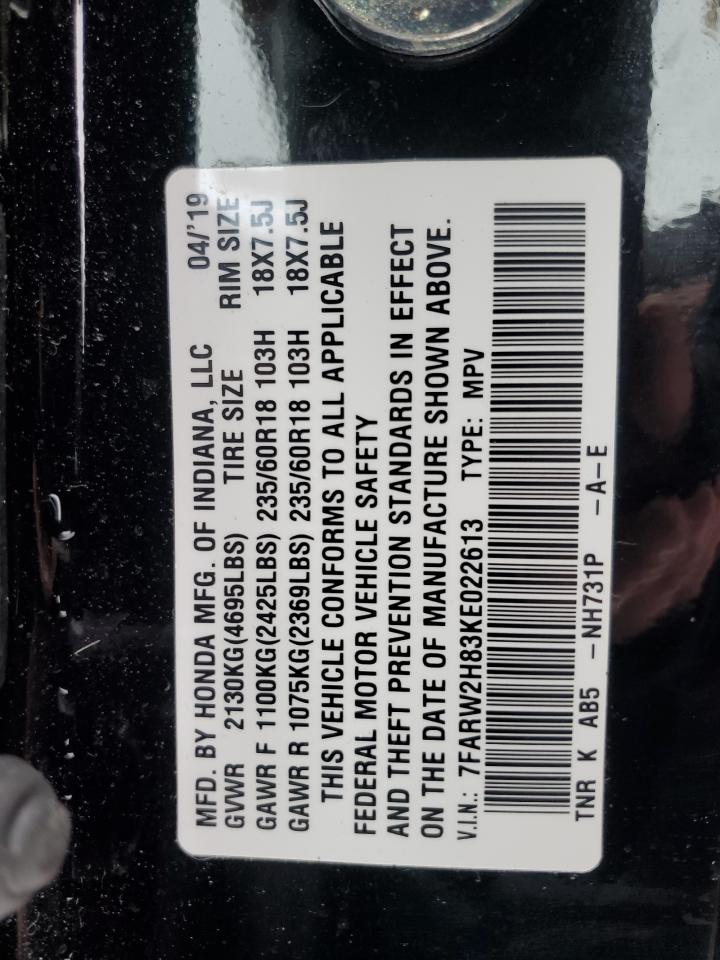 MFD. BY HONDA MFG. OF INDIANA, LLC 04/'19
GVWR 2130KG(4695LBS) TIRE SIZE RIM SIZE
GAWR F 1100KG(2425LBS) 235/60R18 103H 18X7.5J
GAWR R 1075KG(2369LBS) 235/60R18 103H 18X7.5J
THIS VEHICLE CONFORMS TO ALL APPLICABLE
FEDERAL MOTOR VEHICLE SAFETY
AND THEFT PREVENTION STANDARDS IN EFFECT
ON THE DATE OF MANUFACTURE SHOWN ABOVE.
V.I.N.: 7FARW2H83KE022613 TYPE: MPV
TNR K AB5 -NH731P -A-E